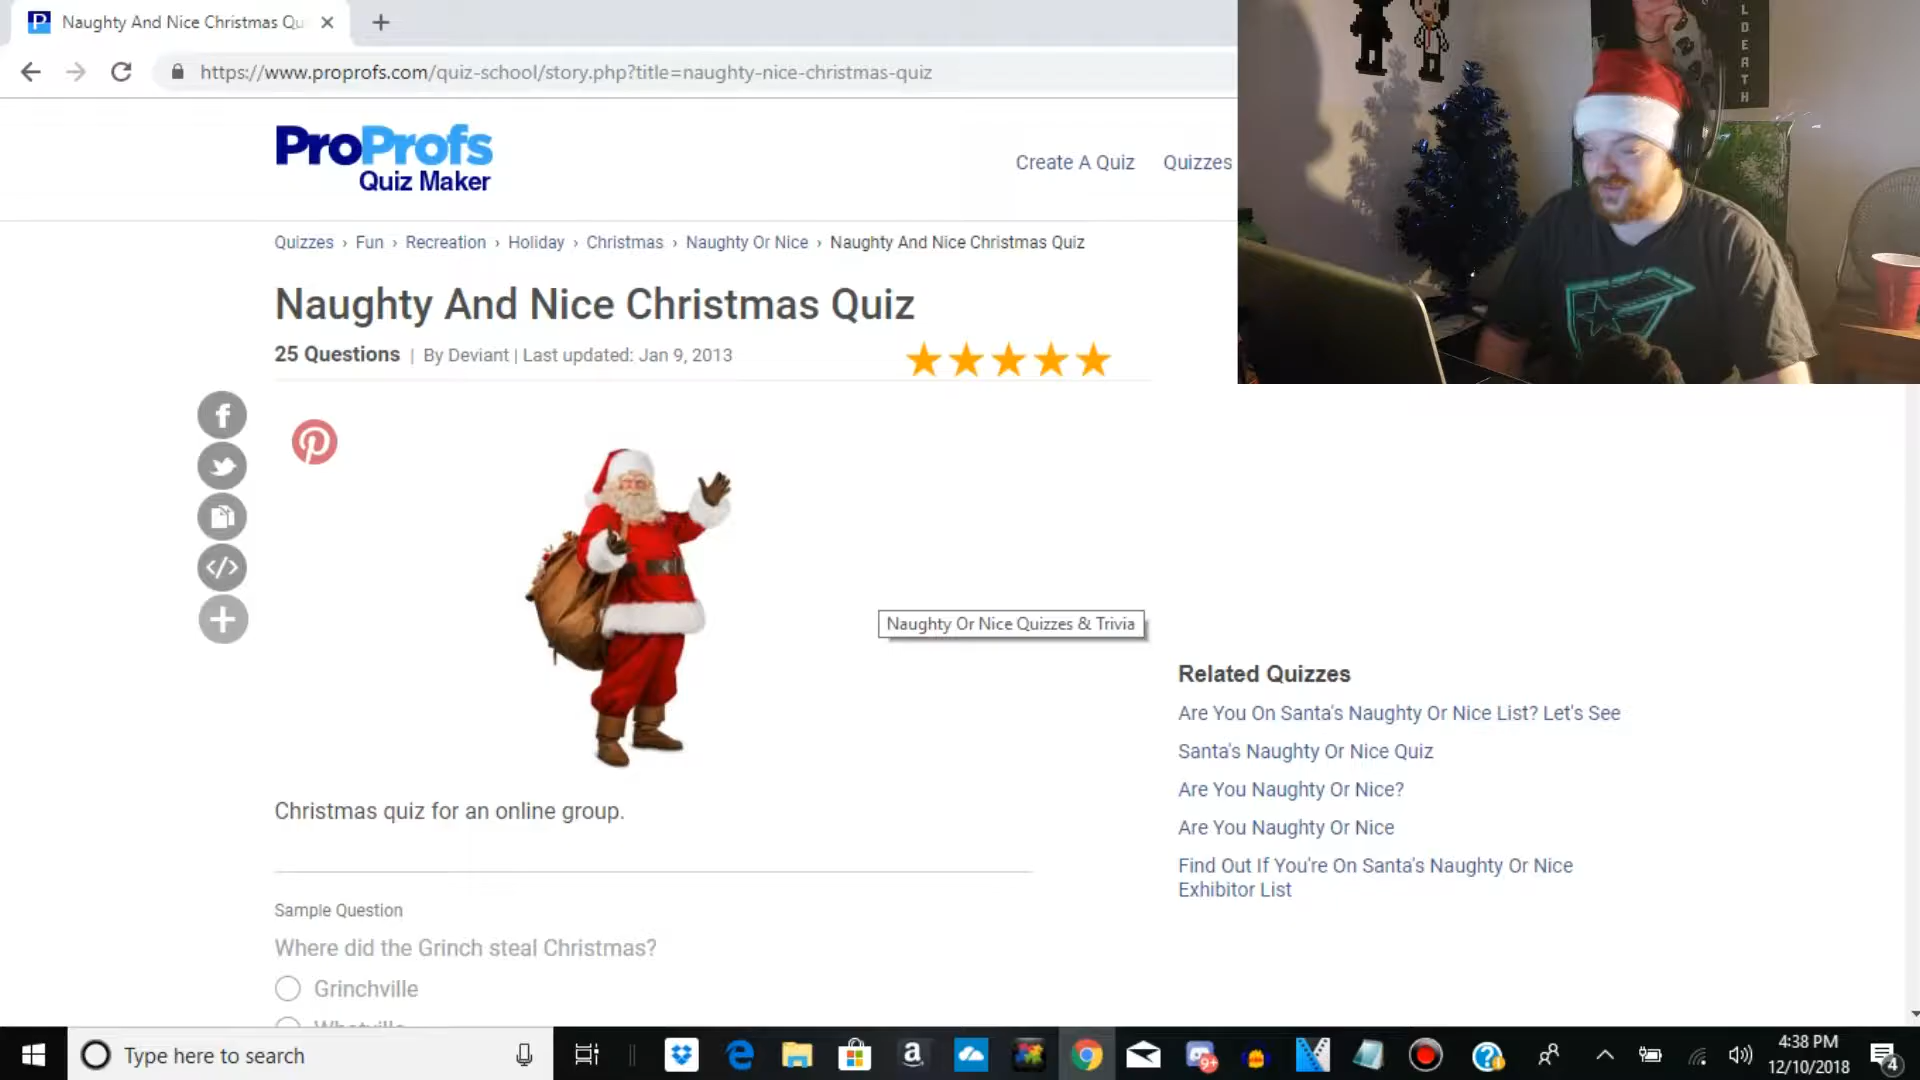 Naughty And Nice Christmas Qu
https://www.proprofs.com/quiz-school/story.php?title=naughty-nice-christmas-quiz
DEATH
ProProfs
Quiz Maker
Create A Quiz
Quizzes
Quizzes › Fun › Recreation › Holiday › Christmas › Naughty Or Nice › Naughty And Nice Christmas Quiz
Naughty And Nice Christmas Quiz
25 Questions | By Deviant | Last updated: Jan 9, 2013
Naughty Or Nice Quizzes & Trivia
Related Quizzes
Are You On Santa's Naughty Or Nice List? Let's See
Santa's Naughty Or Nice Quiz
Are You Naughty Or Nice?
Are You Naughty Or Nice
Find Out If You're On Santa's Naughty Or Nice
Exhibitor List
Christmas quiz for an online group.
Sample Question
Where did the Grinch steal Christmas?
Grinchville
Type here to search
9+
4:38 PM
12/10/2018
4